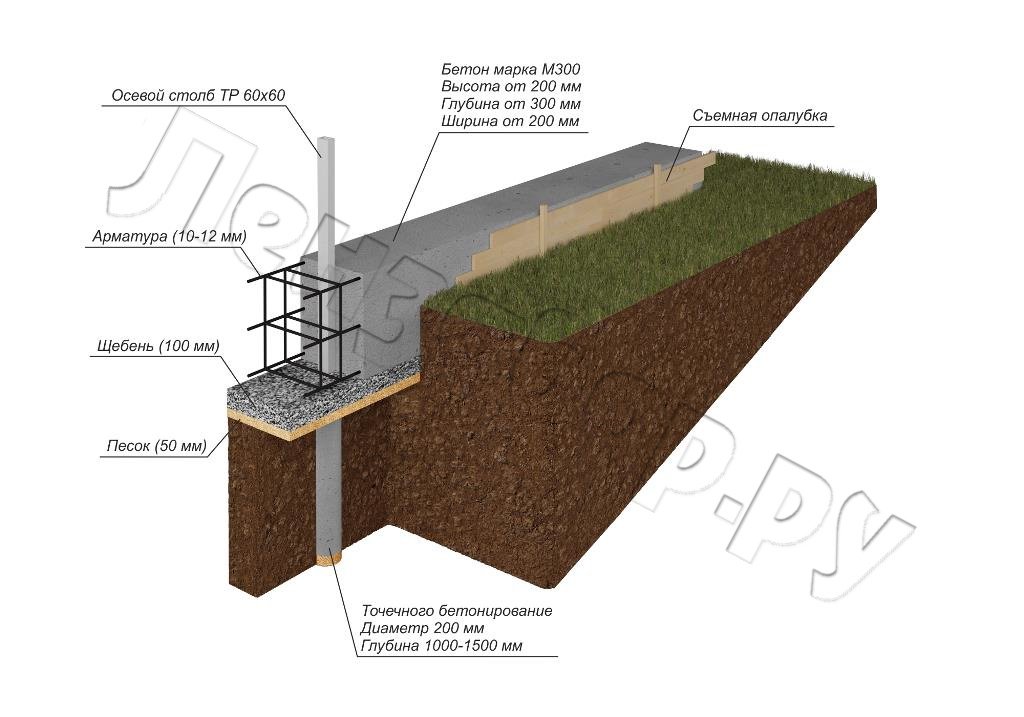 Бетон марка М300
Высота от 200 мм
Глубина от 300 мм
Ширина от 200 мм
Осевой столб ТР 60х60
Съемная опалубка
Арматура (10-12 мм)
Щебень (100 мм)
Песок (50 мм)
Точечного бетонирование
Диаметр 200 мм
Глубина 1000-1500 мм